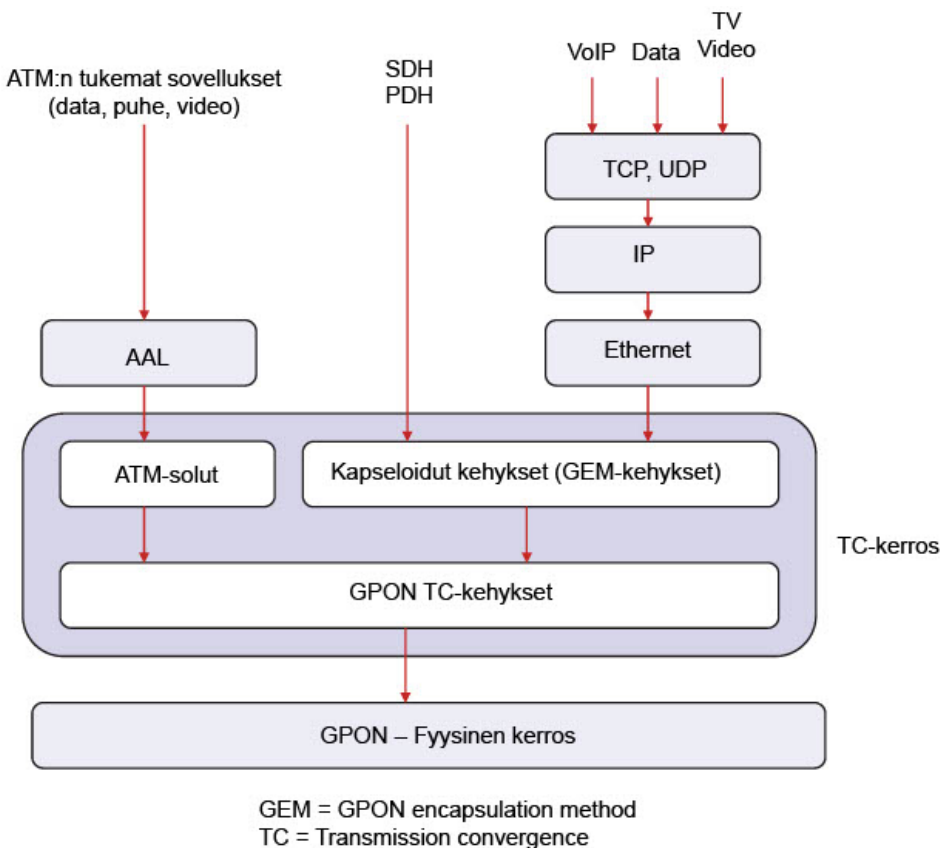 ATM:n tukemat sovellukset
(data, puhe, video)
SDH
PDH
VoIP
Data
TV
Video
TCP, UDP
IP
Ethernet
AAL
ATM-solut
Kapseloidut kehykset (GEM-kehykset)
GPON TC-kehykset
TC-kerros
GPON – Fyysinen kerros
GEM = GPON encapsulation method
TC = Transmission convergence